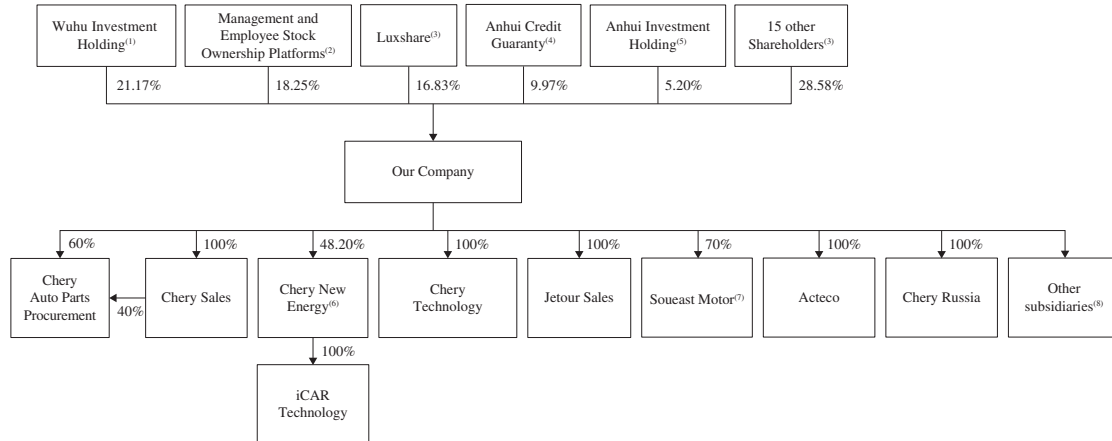 Wuhu Investment
Holding(1)
Management and
Employee Stock
Ownership Platforms(2)
Luxshare(3)
Anhui Credit
Guaranty(4)
Anhui Investment
Holding(5)
15 other
Shareholders(3)
21.17%
18.25%
16.83%
9.97%
5.20%
28.58%
Our Company
60%
100%
48.20%
100%
100%
70%
100%
100%
Chery
Auto Parts
Procurement
40%
Chery Sales
Chery New
Energy(6)
Chery
Technology
Jetour Sales
Soueast Motor(7)
Acteco
Chery Russia
Other
subsidiaries(8)
100%
iCAR
Technology